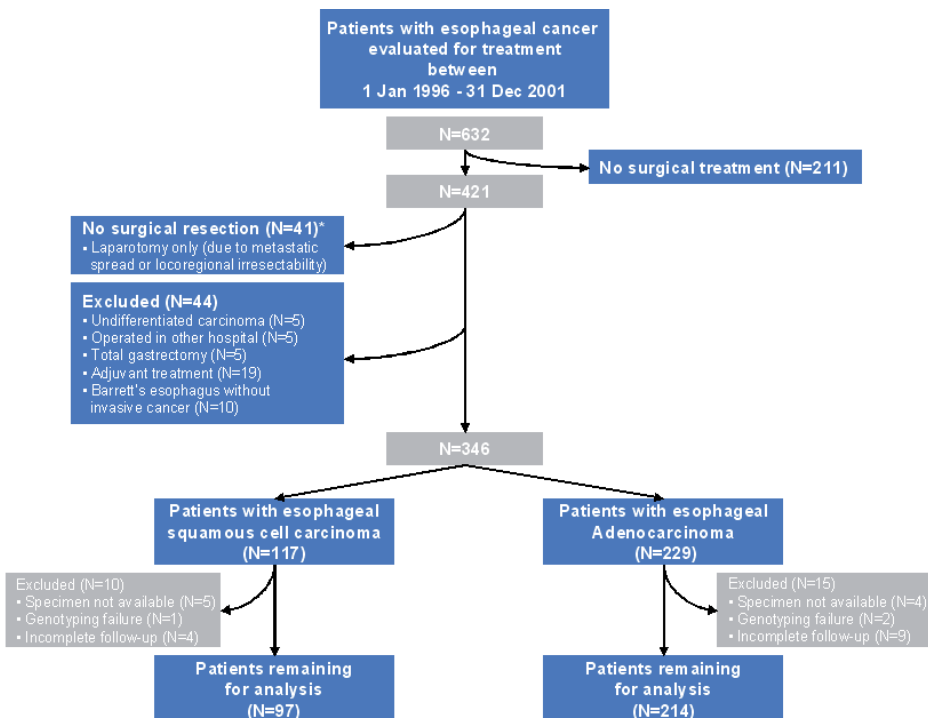 Patients with esophageal cancer
evaluated for treatment
between
1 Jan 1996 - 31 Dec 2001
N=632
No surgical treatment (N=211)
N=421
No surgical resection (N=41)*
▪ Laparotomy only (due to metastatic
spread or locoregional irresectability)
Excluded (N=44)
▪ Undifferentiated carcinoma (N=5)
▪ Operated in other hospital (N=5)
▪ Total gastrectomy (N=5)
▪ Adjuvant treatment (N=19)
▪ Barrett's esophagus without
invasive cancer (N=10)
N=346
Patients with esophageal
squamous cell carcinoma
(N=117)
Patients with esophageal
Adenocarcinoma
(N=229)
Excluded (N=10)
▪ Specimen not available (N=5)
▪ Genotyping failure (N=1)
▪ Incomplete follow-up (N=4)
Excluded (N=15)
▪ Specimen not available (N=4)
▪ Genotyping failure (N=2)
▪ Incomplete follow-up (N=9)
Patients remaining
for analysis
(N=97)
Patients remaining
for analysis
(N=214)